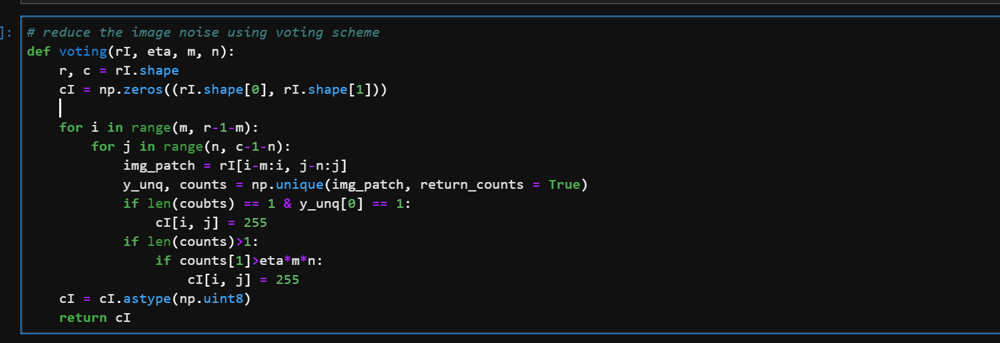 ]:
# reduce the image noise using voting scheme
def voting(rI, eta, m, n):
    r, c = rI.shape
    cI = np.zeros((rI.shape[0], rI.shape[1]))
    for i in range(m, r-1-m):
        for j in range(n, c-1-n):
            img_patch = rI[i-m:i, j-n:j]
            y_unq, counts = np.unique(img_patch, return_counts = True)
            if len(coubts) == 1 & y_unq[0] == 1:
                cI[i, j] = 255
            if len(counts)>1:
                if counts[1]>eta*m*n:
                    cI[i, j] = 255
    cI = cI.astype(np.uint8)
    return cI